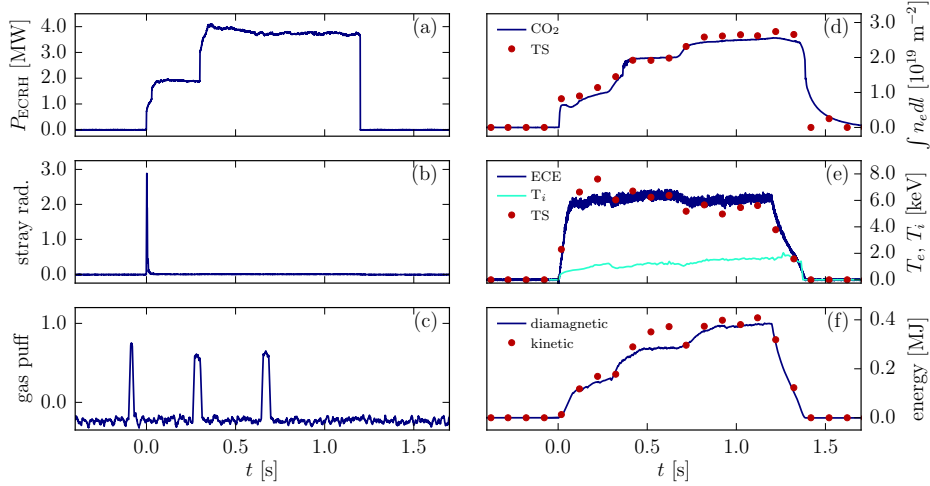 (a)
P_ECRH [MW]
4.0
3.0
2.0
1.0
0.0
(b)
stray rad.
3.0
2.0
1.0
0.0
(c)
gas puff
1.0
0.0
0.0 0.5 1.0 1.5
t [s]
(d)
CO₂
TS
∫ n_e dl [10¹⁹ m⁻²]
3.0
2.0
1.0
0.0
(e)
ECE
T_i
TS
T_e, T_i [keV]
8.0
6.0
4.0
2.0
0.0
(f)
diamagnetic
kinetic
energy [MJ]
0.4
0.2
0.0
0.0 0.5 1.0 1.5
t [s]